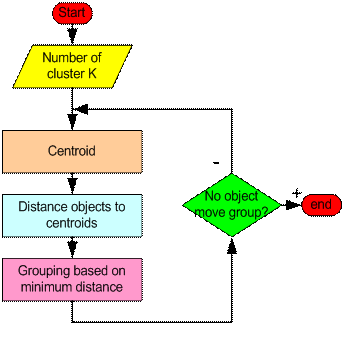 Start
Number of
cluster K
Centroid
Distance objects to
centroids
Grouping based on
minimum distance
-
No object
move group?
+
end